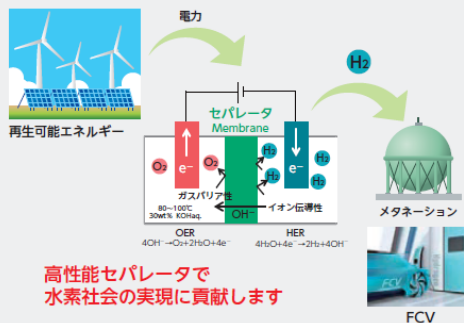 電力
H₂
再生可能エネルギー
セパレータ
Membrane
O₂
e⁻
O₂
H₂
H₂
e⁻
H₂
H₂
ガスバリア性
80~100℃
30wt% KOHaq.
OH⁻
イオン伝導性
OER
4OH⁻→O₂+2H₂O+4e⁻
HER
4H₂O+4e⁻→2H₂+4OH⁻
メタネーション
高性能セパレータで
水素社会の実現に貢献します
FCV